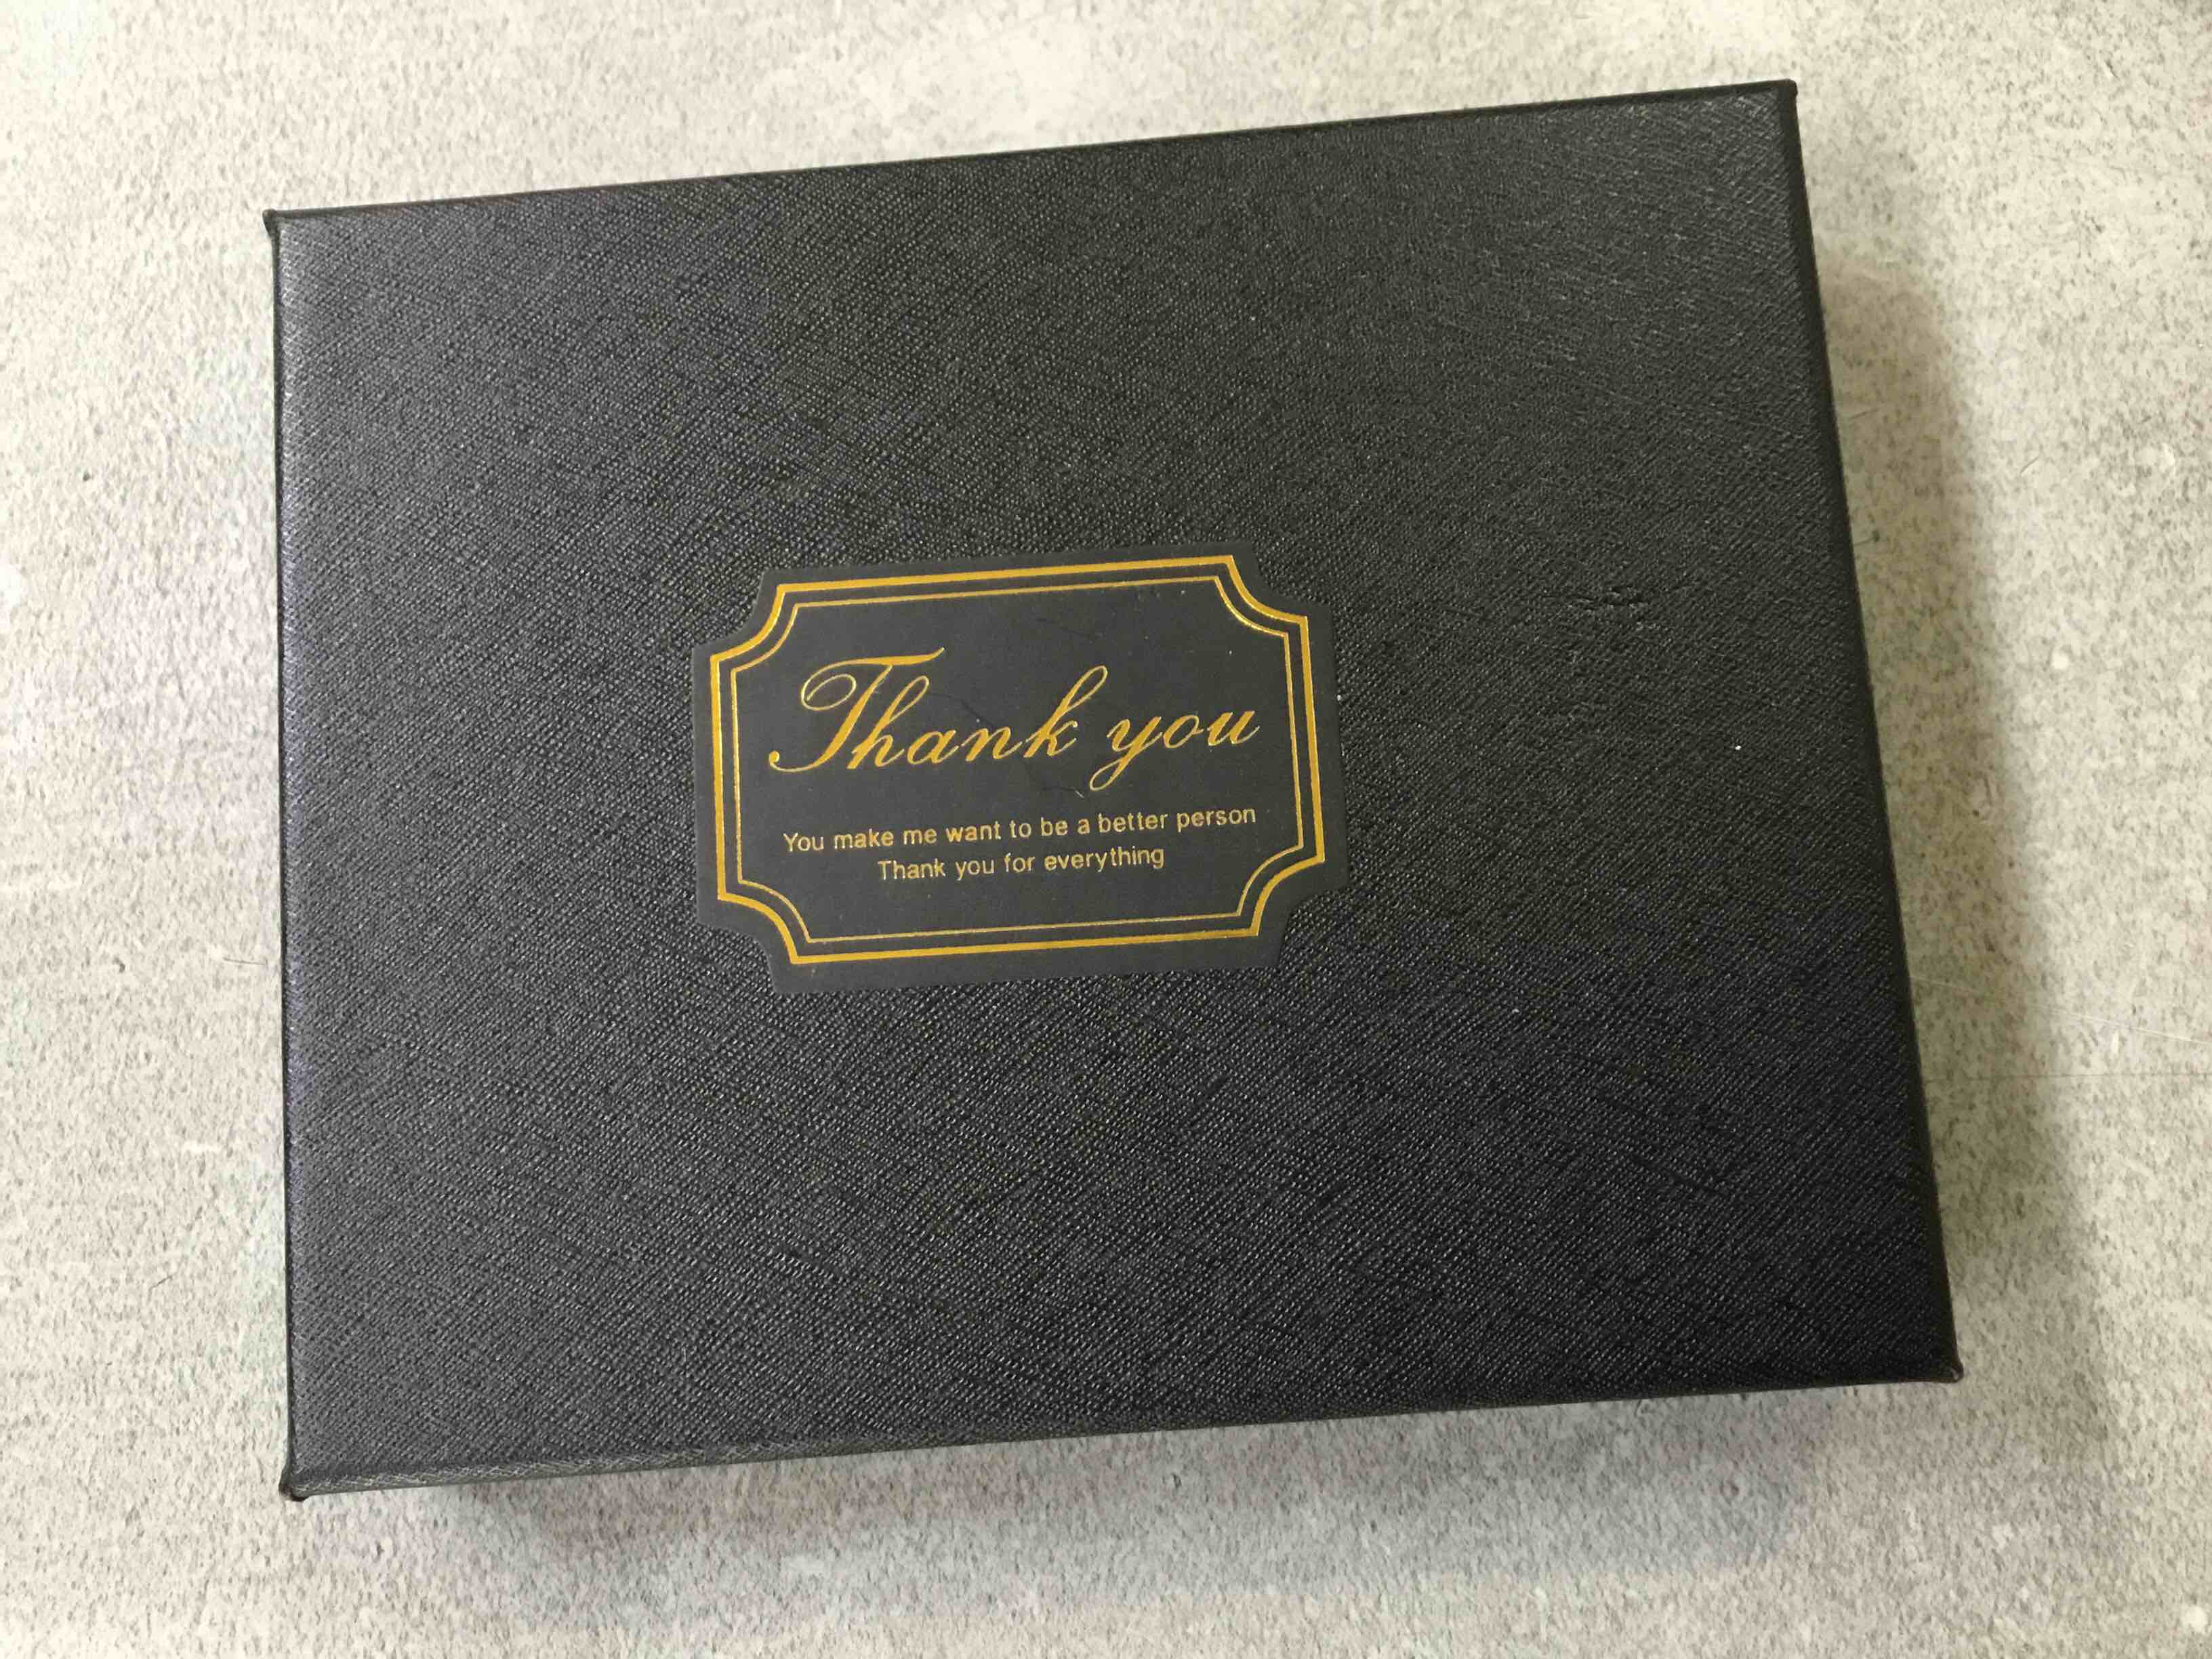 Thank you
You make me want to be a better person
Thank you for everything